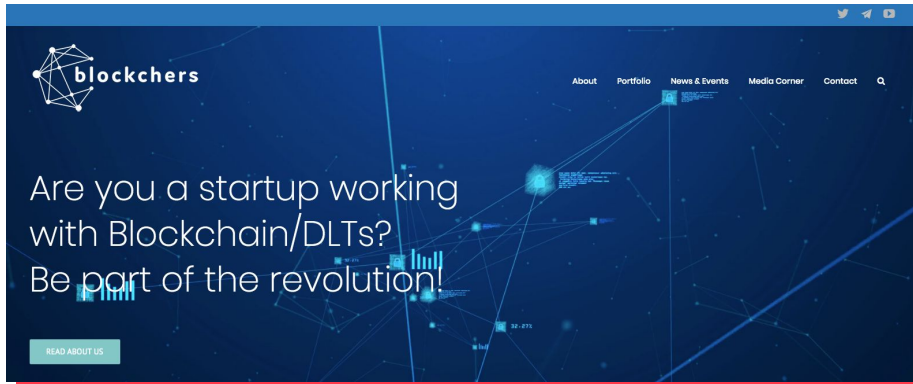 blockchers
About Portfolio News & Events Media Corner Contact
Are you a startup working
with Blockchain/DLTs?
Be part of the revolution!
READ ABOUT US